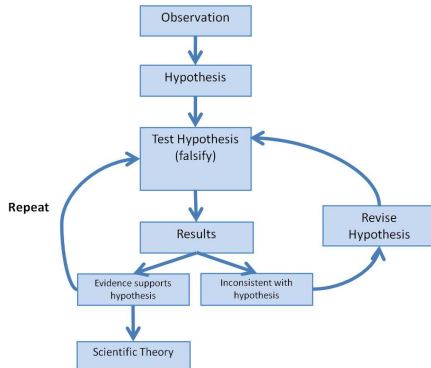 Observation
Hypothesis
Test Hypothesis
(falsify)
Repeat
Results
Revise
Hypothesis
Evidence supports
hypothesis
Inconsistent with
hypothesis
Scientific Theory